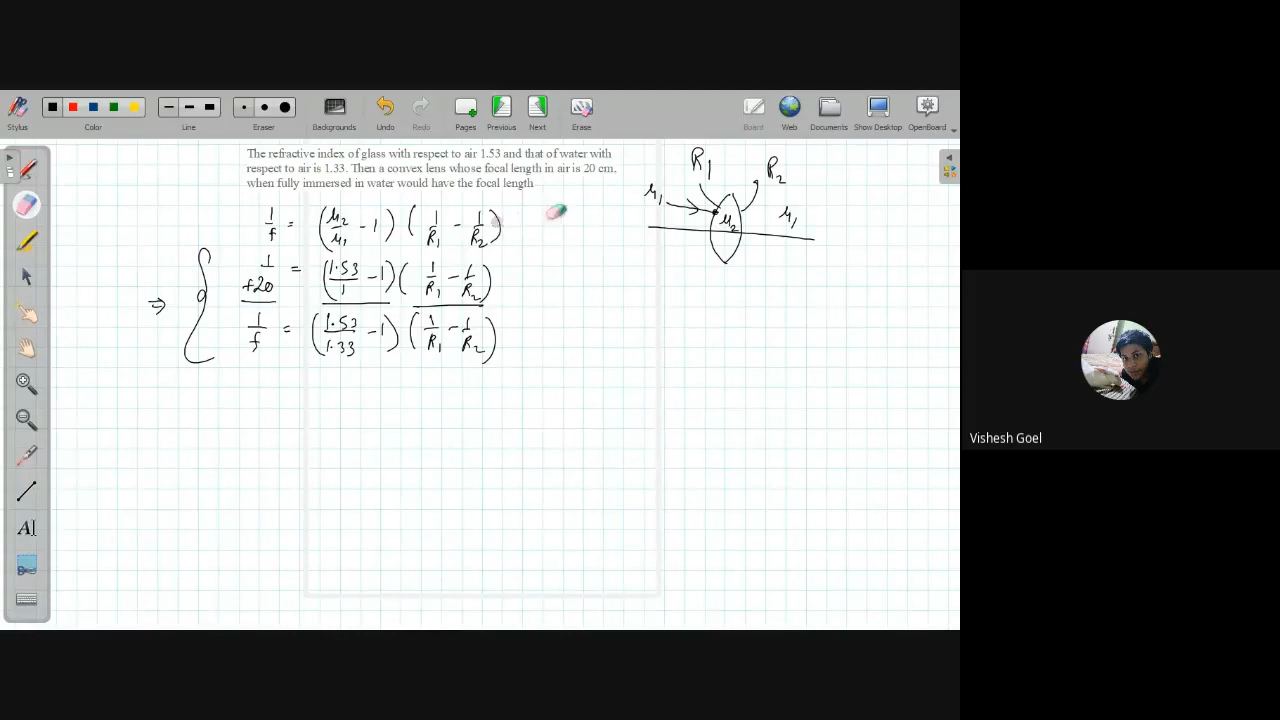 Stylus
Color
Line
Eraser
Backgrounds
Undo
Redo
Pages
Previous
Next
Erase
Board
Web
Documents
Show Desktop
OpenBoard
The refractive index of glass with respect to air 1.53 and that of water with
respect to air is 1.33. Then a convex lens whose focal length in air is 20 cm,
when fully immersed in water would have the focal length
1/f = (μ2/μ1 - 1) (1/R1 - 1/R2)
⇒ { 1/+20 = (1.53/1 - 1) (1/R1 - 1/R2)
1/f = (1.53/1.33 - 1) (1/R1 - 1/R2)
R1
R2
μ1
μ2
μ1
A
Vishesh Goel